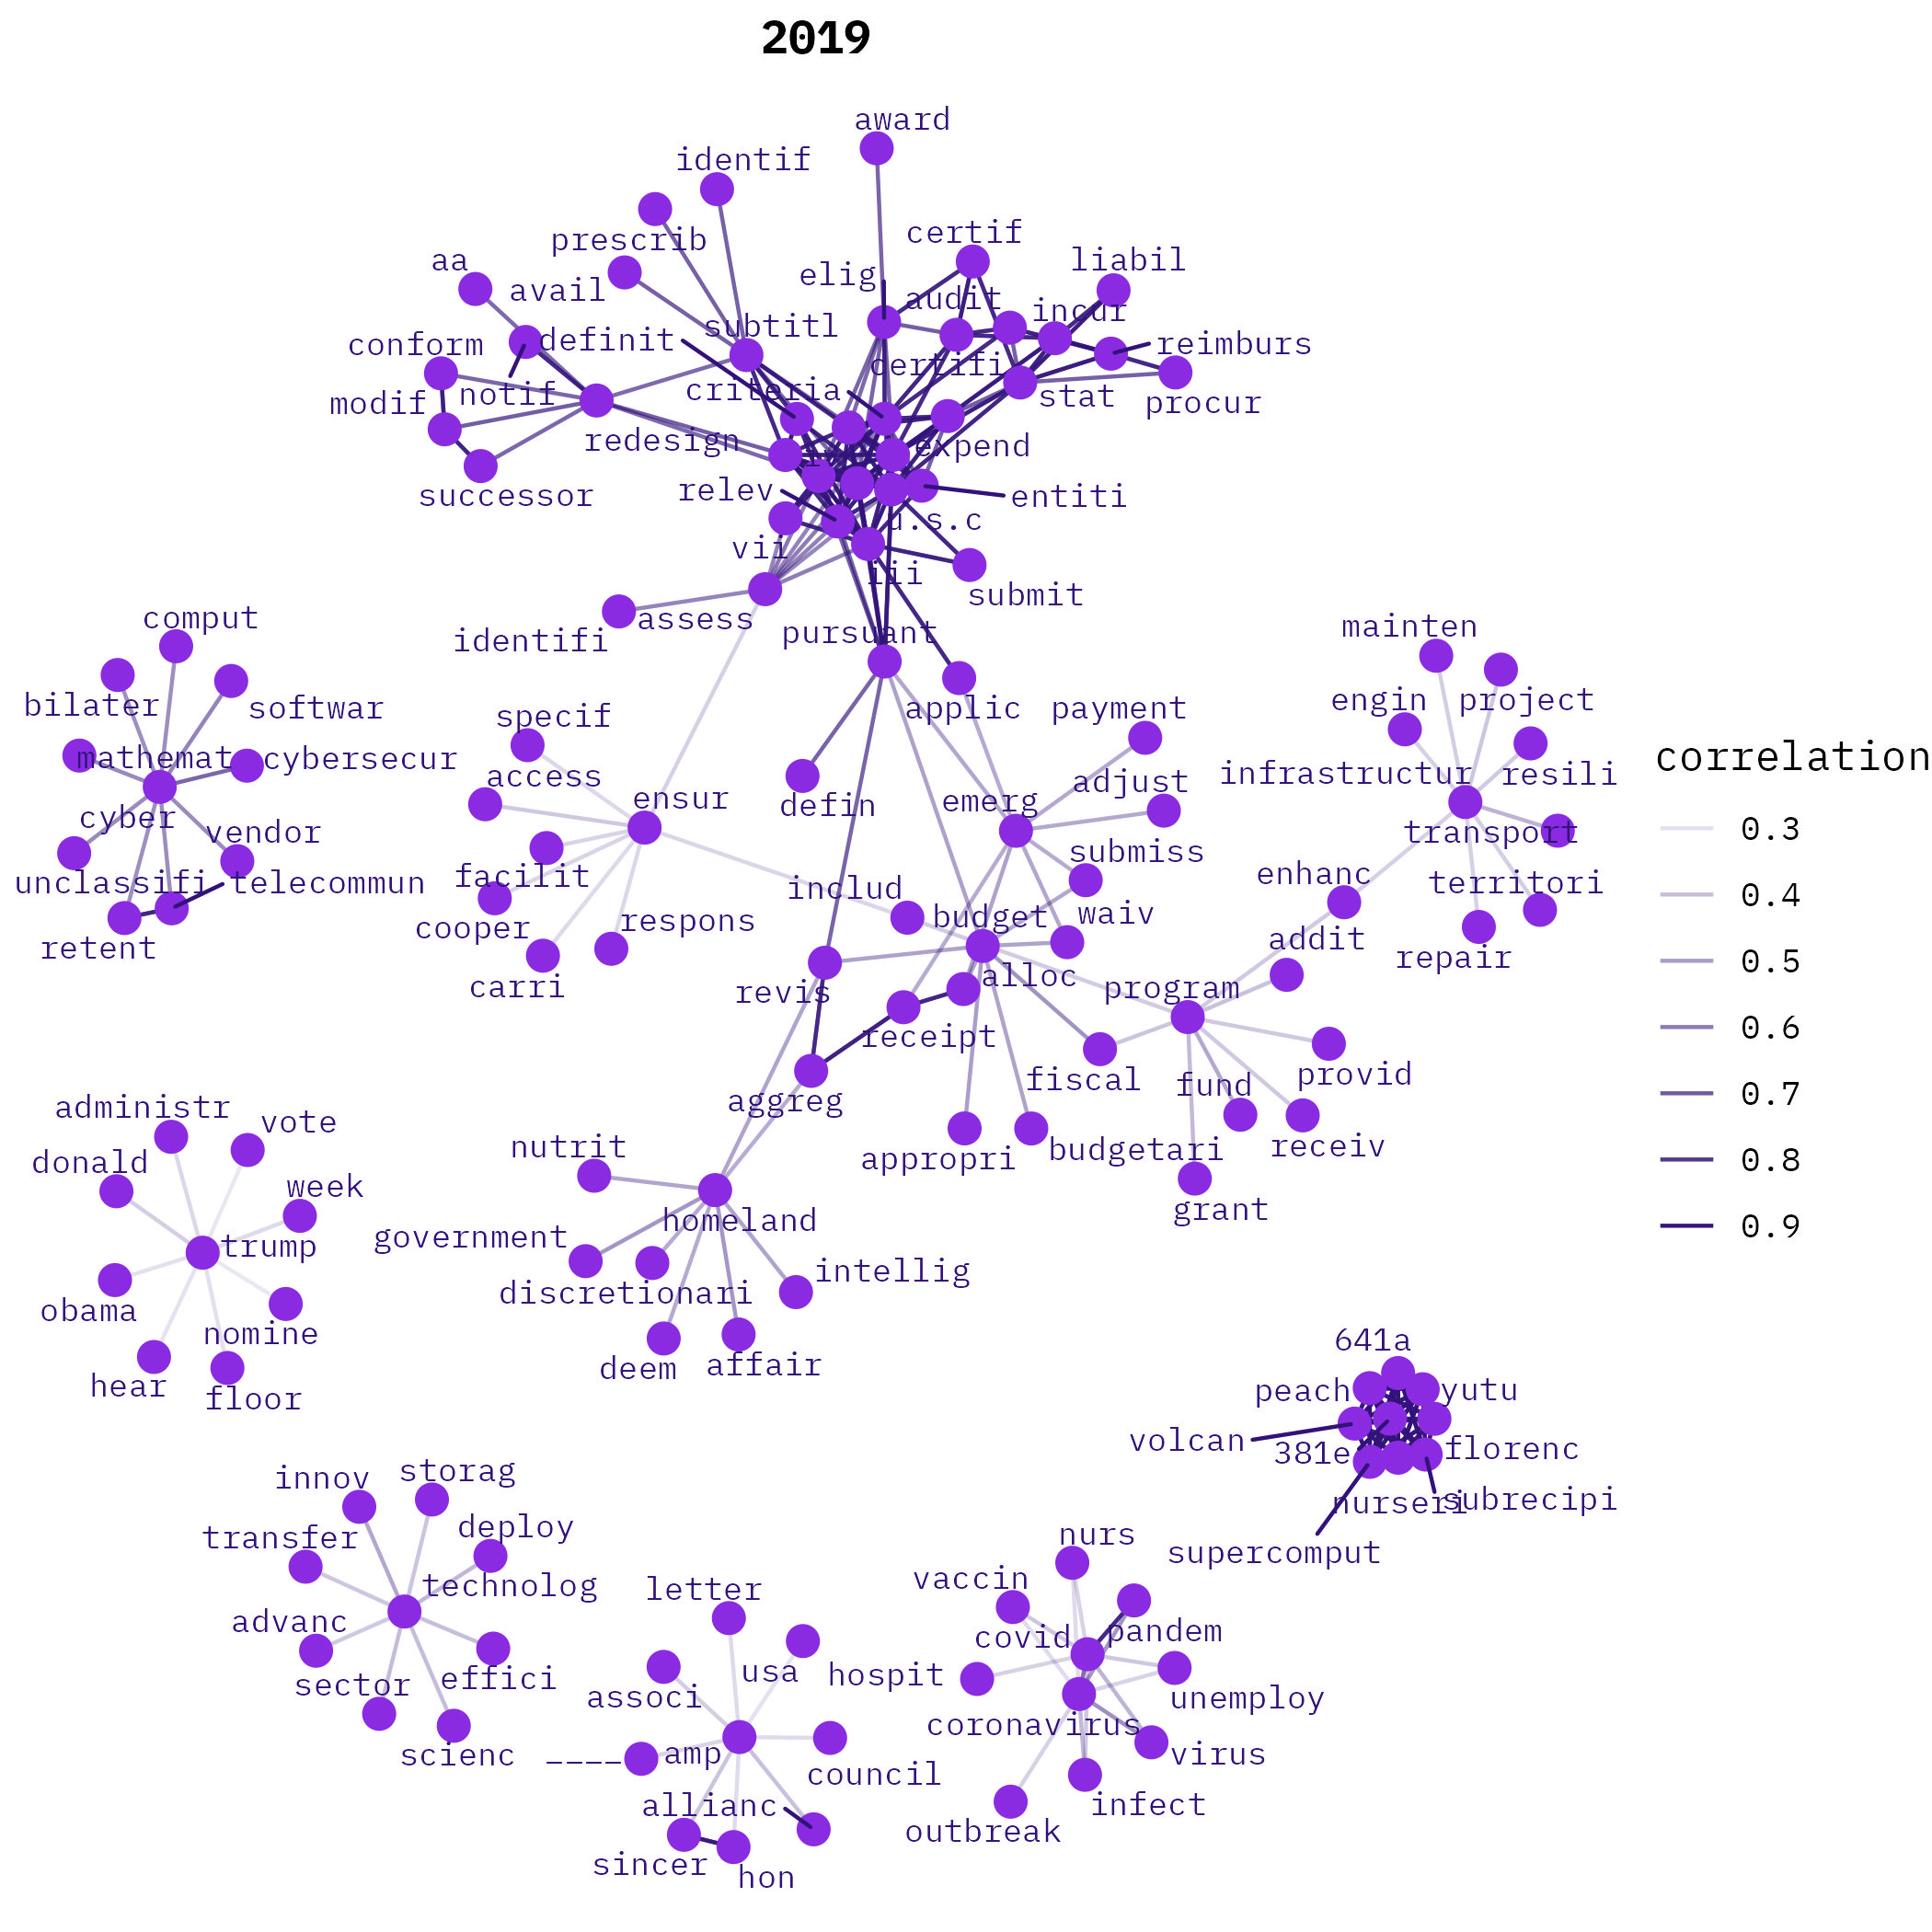 2019
award
identif
prescrib
certif
aa
liabil
elig
avail
audit
incur
definit
subtitl
conform
reimburs
certifi
criteria
modif
notif
stat
procur
redesign
expend
relev
successor
entiti
u.s.c
vii
iii
submit
identifi
assess
comput
pursuant
mainten
bilater
softwar
specif
applic
payment
engin
project
mathemat
cybersecur
access
infrastructur
resili
correlation
ensur
defin
emerg
adjust
cyber
vendor
transport
0.3
submiss
unclassifi
telecommun
facilit
includ
enhanc
territori
0.4
cooper
respons
budget
waiv
addit
retent
repair
0.5
carri
revis
alloc
program
0.6
receipt
fiscal
fund
provid
0.7
administr
vote
aggreg
donald
nutrit
appropri
budgetari
receiv
0.8
week
homeland
grant
0.9
trump
government
obama
discretionari
intellig
nomine
hear
floor
deem
affair
641a
peach
yutu
volcan
381e
florenc
innov
storag
nurseri
subrecipi
transfer
deploy
nurs
supercomput
technolog
letter
vaccin
advanc
covid
pandem
sector
effici
associ
usa
hospit
unemploy
scienc
----
amp
coronavirus
virus
council
allianc
infect
outbreak
sincer
hon